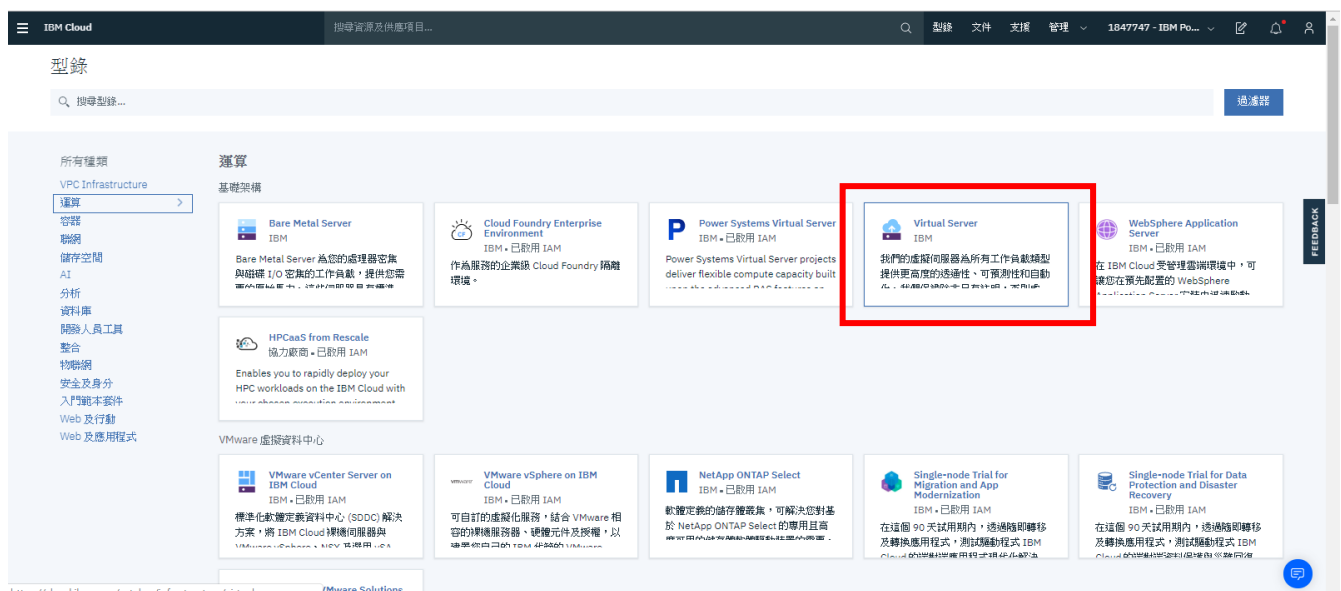 IBM Cloud
搜尋資源及供應項目...
型錄
文件
支援
管理
1847747 - IBM Po...
型錄
搜尋型錄...
過濾器
所有種類
VPC Infrastructure
運算
容器
聯網
儲存空間
AI
分析
資料庫
開發人員工具
整合
物聯網
安全及身分
入門範本套件
Web 及行動
Web 及應用程式
運算
基礎架構
Bare Metal Server
IBM
Bare Metal Server 為您的處理器密集
與磁碟 I/O 密集的工作負載,提供您需
Cloud Foundry Enterprise
Environment
IBM • 已啟用 IAM
作為服務的企業級 Cloud Foundry 隔離
環境。
Power Systems Virtual Server
IBM • 已啟用 IAM
Power Systems Virtual Server projects
deliver flexible compute capacity built
upon the advanced RAS features on
Virtual Server
IBM
我們的虛擬伺服器為所有工作負載類型
提供更高度的透通性、可預測性和自動
WebSphere Application
Server
IBM • 已啟用 IAM
在 IBM Cloud 受管理雲端環境中,可
讓您在預先配置的 WebSphere
HPCaaS from Rescale
協力廠商 • 已啟用 IAM
Enables you to rapidly deploy your
HPC workloads on the IBM Cloud with
your chosen execution environment
VMware 虛擬資料中心
VMware vCenter Server on
IBM Cloud
IBM • 已啟用 IAM
標準化軟體定義資料中心 (SDDC) 解決
方案,將 IBM Cloud 裸機伺服器與
VMware vSphere on IBM
Cloud
IBM • 已啟用 IAM
可自訂的虛擬化服務,結合 VMware 相
容的裸機服務器、硬體元件及授權,以
NetApp ONTAP Select
IBM • 已啟用 IAM
軟體定義的儲存體叢集,可解決您對基
於 NetApp ONTAP Select 的專用且高
Single-node Trial for
Migration and App
Modernization
IBM • 已啟用 IAM
在這個 90 天試用期內,透過隨即轉移
及轉換應用程式,測試驅動程式 IBM
Single-node Trial for Data
Protection and Disaster
Recovery
IBM • 已啟用 IAM
在這個 90 天試用期內,透過隨即轉移
及轉換應用程式,測試驅動程式 IBM
FEEDBACK